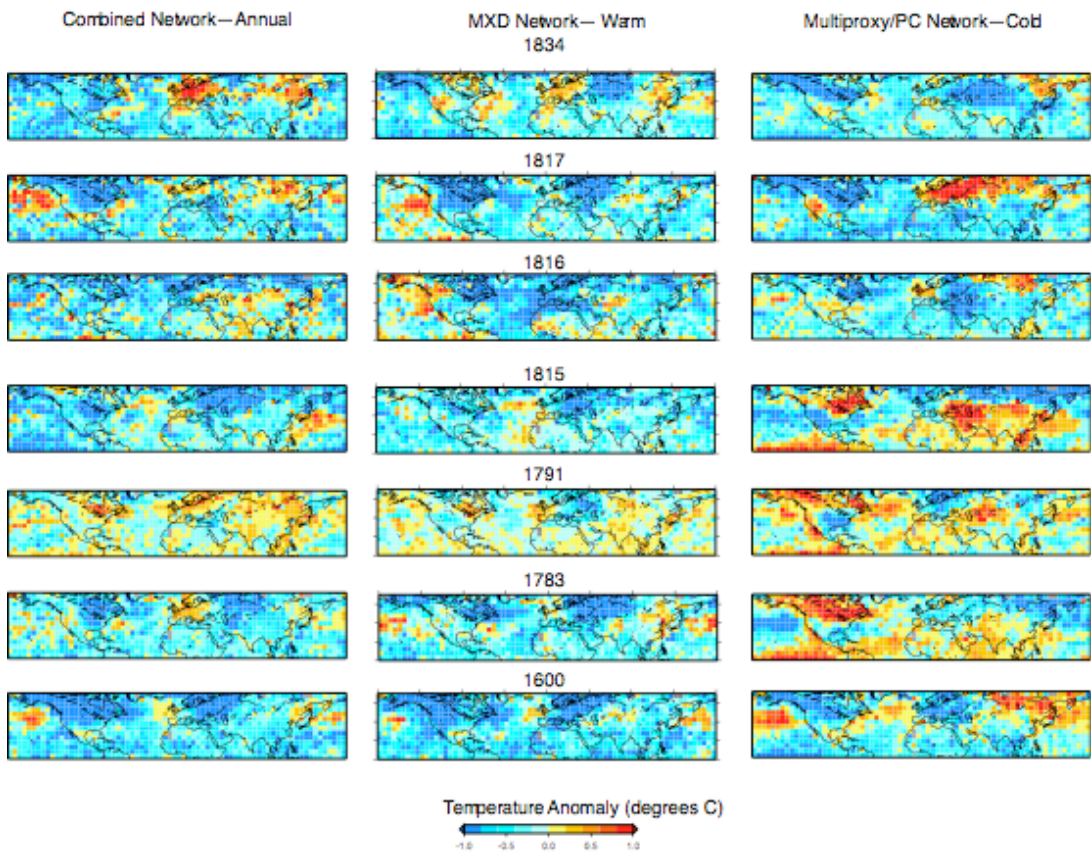 Combined Network—Annual
MXD Network— Warm
Multiproxy/PC Network—Cold
1834
1817
1816
1815
1791
1783
1600
Temperature Anomaly (degrees C)
-1.0 -0.5 0.0 0.5 1.0